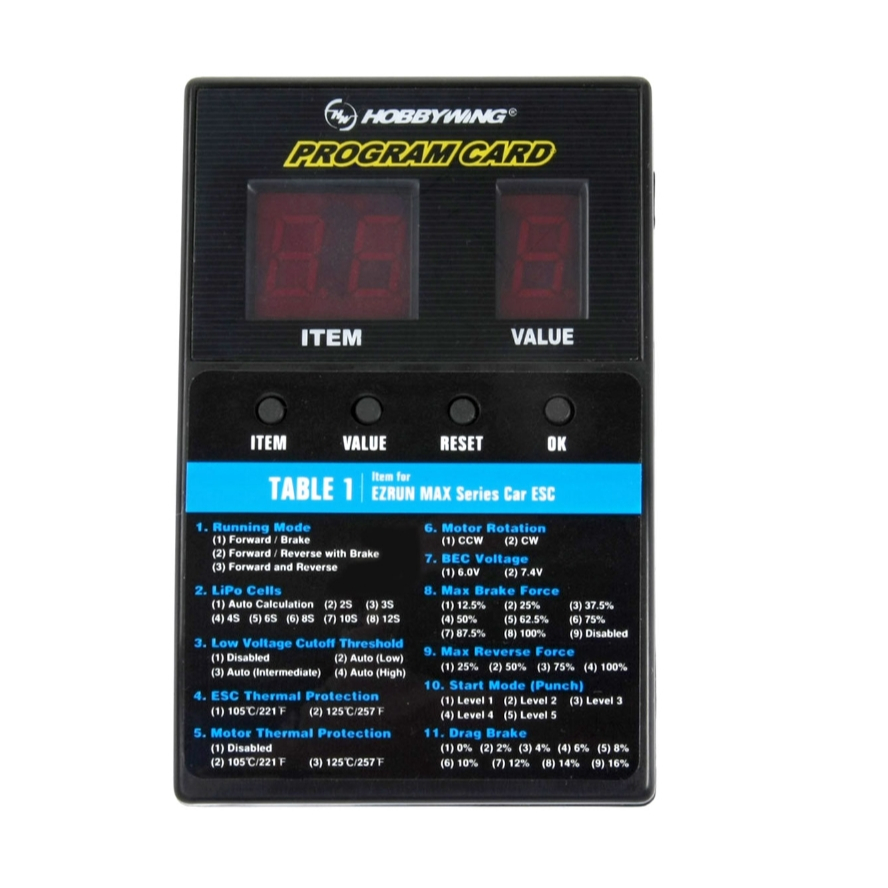 HOBBYWING®
PROGRAM CARD
ITEM VALUE
ITEM VALUE RESET OK
TABLE 1
Item for
EZRUN MAX Series Car ESC
1. Running Mode
(1) Forward / Brake
(2) Forward / Reverse with Brake
(3) Forward and Reverse
2. LiPo Cells
(1) Auto Calculation (2) 2S (3) 3S
(4) 4S (5) 6S (6) 8S (7) 10S (8) 12S
3. Low Voltage Cutoff Threshold
(1) Disabled (2) Auto (Low)
(3) Auto (Intermediate) (4) Auto (High)
4. ESC Thermal Protection
(1) 105℃/221℉ (2) 125℃/257℉
5. Motor Thermal Protection
(1) Disabled
(2) 105℃/221℉ (3) 125℃/257℉
6. Motor Rotation
(1) CCW (2) CW
7. BEC Voltage
(1) 6.0V (2) 7.4V
8. Max Brake Force
(1) 12.5% (2) 25% (3) 37.5%
(4) 50% (5) 62.5% (6) 75%
(7) 87.5% (8) 100% (9) Disabled
9. Max Reverse Force
(1) 25% (2) 50% (3) 75% (4) 100%
10. Start Mode (Punch)
(1) Level 1 (2) Level 2 (3) Level 3
(4) Level 4 (5) Level 5
11. Drag Brake
(1) 0% (2) 2% (3) 4% (4) 6% (5) 8%
(6) 10% (7) 12% (8) 14% (9) 16%